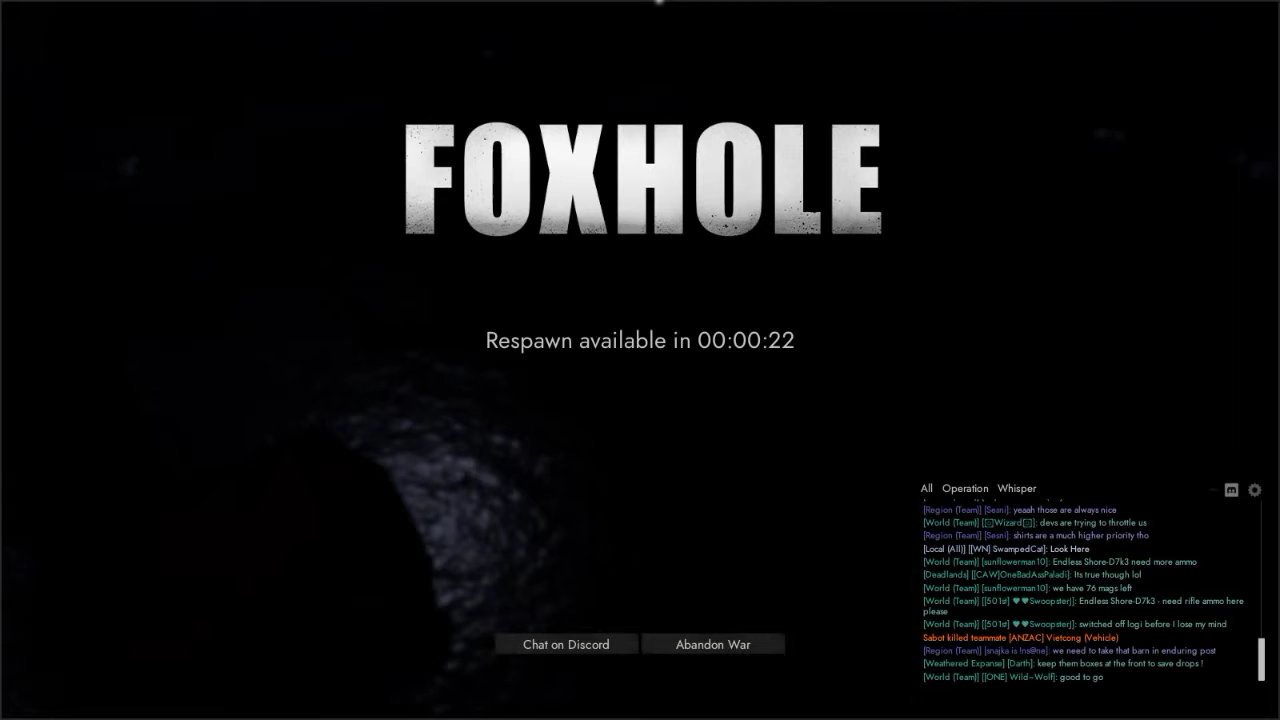 FOXHOLE
Respawn available in 00:00:22
Chat on Discord
Abandon War
All Operation Whisper
[Region (Team)] [Sesni]: yeaah those are always nice
[World (Team)] [[☒]Wizard[☒]]: devs are trying to throttle us
[Region (Team)] [Sesni]: shirts are a much higher priority tho
[Local (All)] [[WN] SwampedCat]: Look Here
[World (Team)] [sunflowerman10]: Endless Shore-D7k3 need more ammo
[Deadlands] [[CAW]OneBadAssPaladi]: Its true though lol
[World (Team)] [sunflowerman10]: we have 76 mags left
[World (Team)] [[501st] ♥♥SwoopsterJ]: Endless Shore-D7k3 - need rifle ammo here
please
[World (Team)] [[501st] ♥♥SwoopsterJ]: switched off logi before I lose my mind
Sabot killed teammate [ANZAC] Vietcong (Vehicle)
[Region (Team)] [snajka is !ns@ne]: we need to take that barn in enduring post
[Weathered Expanse] [Darth]: keep them boxes at the front to save drops !
[World (Team)] [[ONE] Wild~Wolf]: good to go